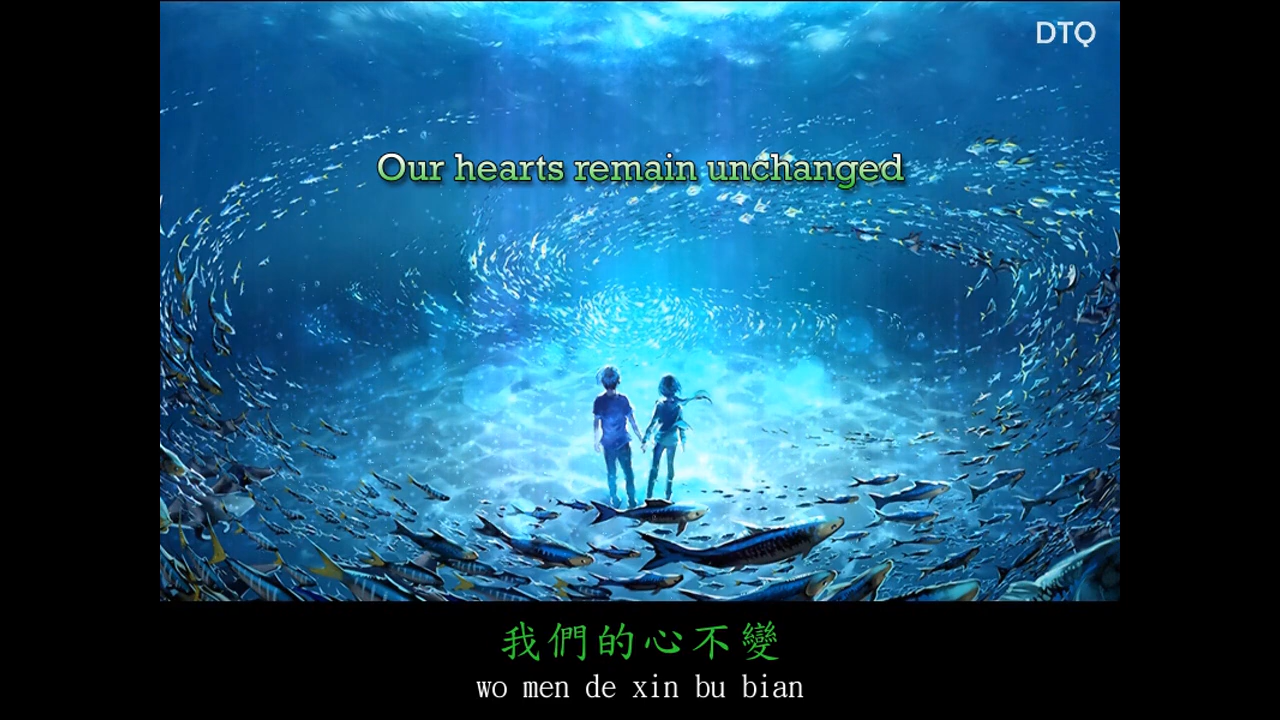 DTQ
Our hearts remain unchanged
我們的心不變
wo men de xin bu bian